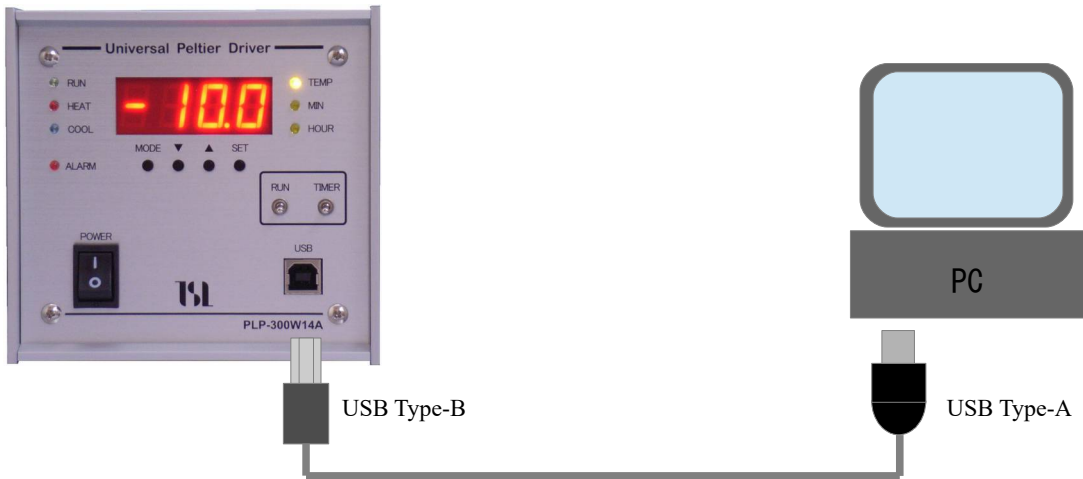 Universal Peltier Driver
RUN
HEAT
COOL
ALARM
-10.0
TEMP
MIN
HOUR
MODE ▼ ▲ SET
RUN TIMER
POWER
USB
I
O
TSL
PLP-300W14A
PC
USB Type-B
USB Type-A